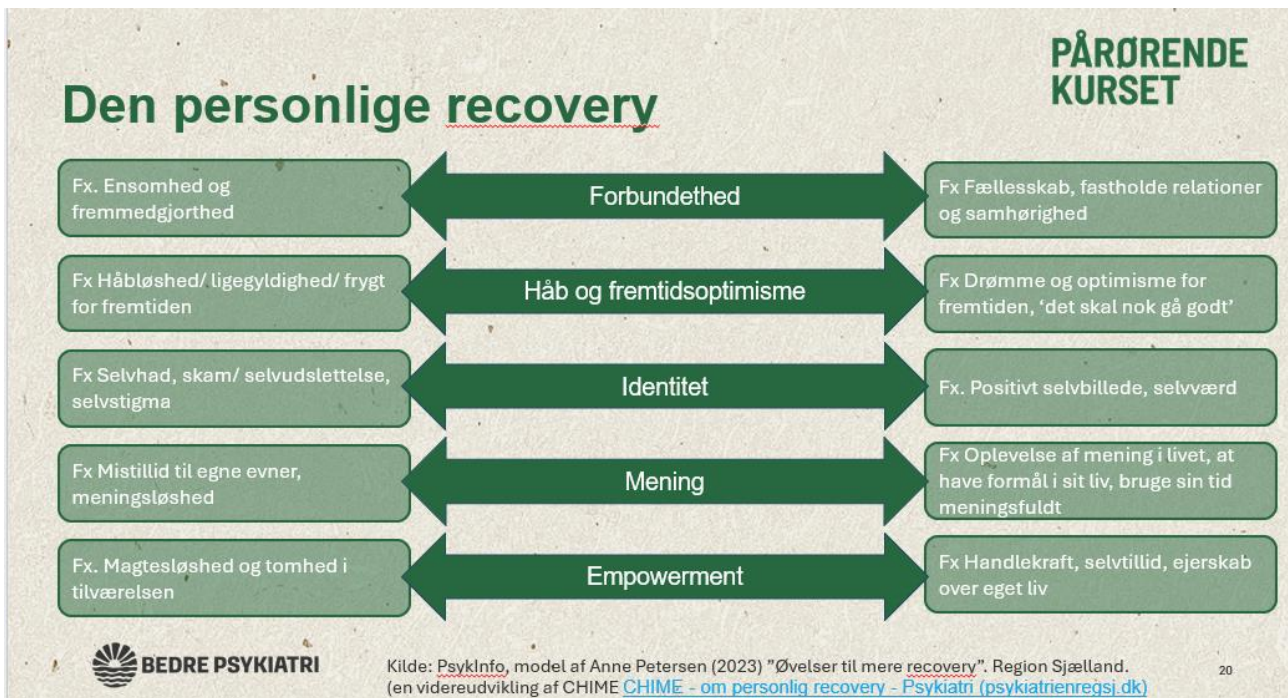 PÅRØRENDE
KURSET
Den personlige recovery
Fx. Ensomhed og
fremmedgjorthed
Forbundethed
Fx Fællesskab, fastholde relationer
og samhørighed
Fx Håbløshed/ ligegyldighed/ frygt
for fremtiden
Håb og fremtidsoptimisme
Fx Drømme og optimisme for
fremtiden, ‘det skal nok gå godt’
Fx Selvhad, skam/ selvudslettelse,
selvstigma
Identitet
Fx. Positivt selvbillede, selvværd
Fx Mistillid til egne evner,
meningsløshed
Mening
Fx Oplevelse af mening i livet, at
have formål i sit liv, bruge sin tid
meningsfuldt
Fx. Magtesløshed og tomhed i
tilværelsen
Empowerment
Fx Handlekraft, selvtillid, ejerskab
over eget liv
BEDRE PSYKIATRI
Kilde: PsykInfo, model af Anne Petersen (2023) ”Øvelser til mere recovery”. Region Sjælland.
(en videreudvikling af CHIME CHIME - om personlig recovery - Psykiatri (psykiatrienregsj.dk)
20